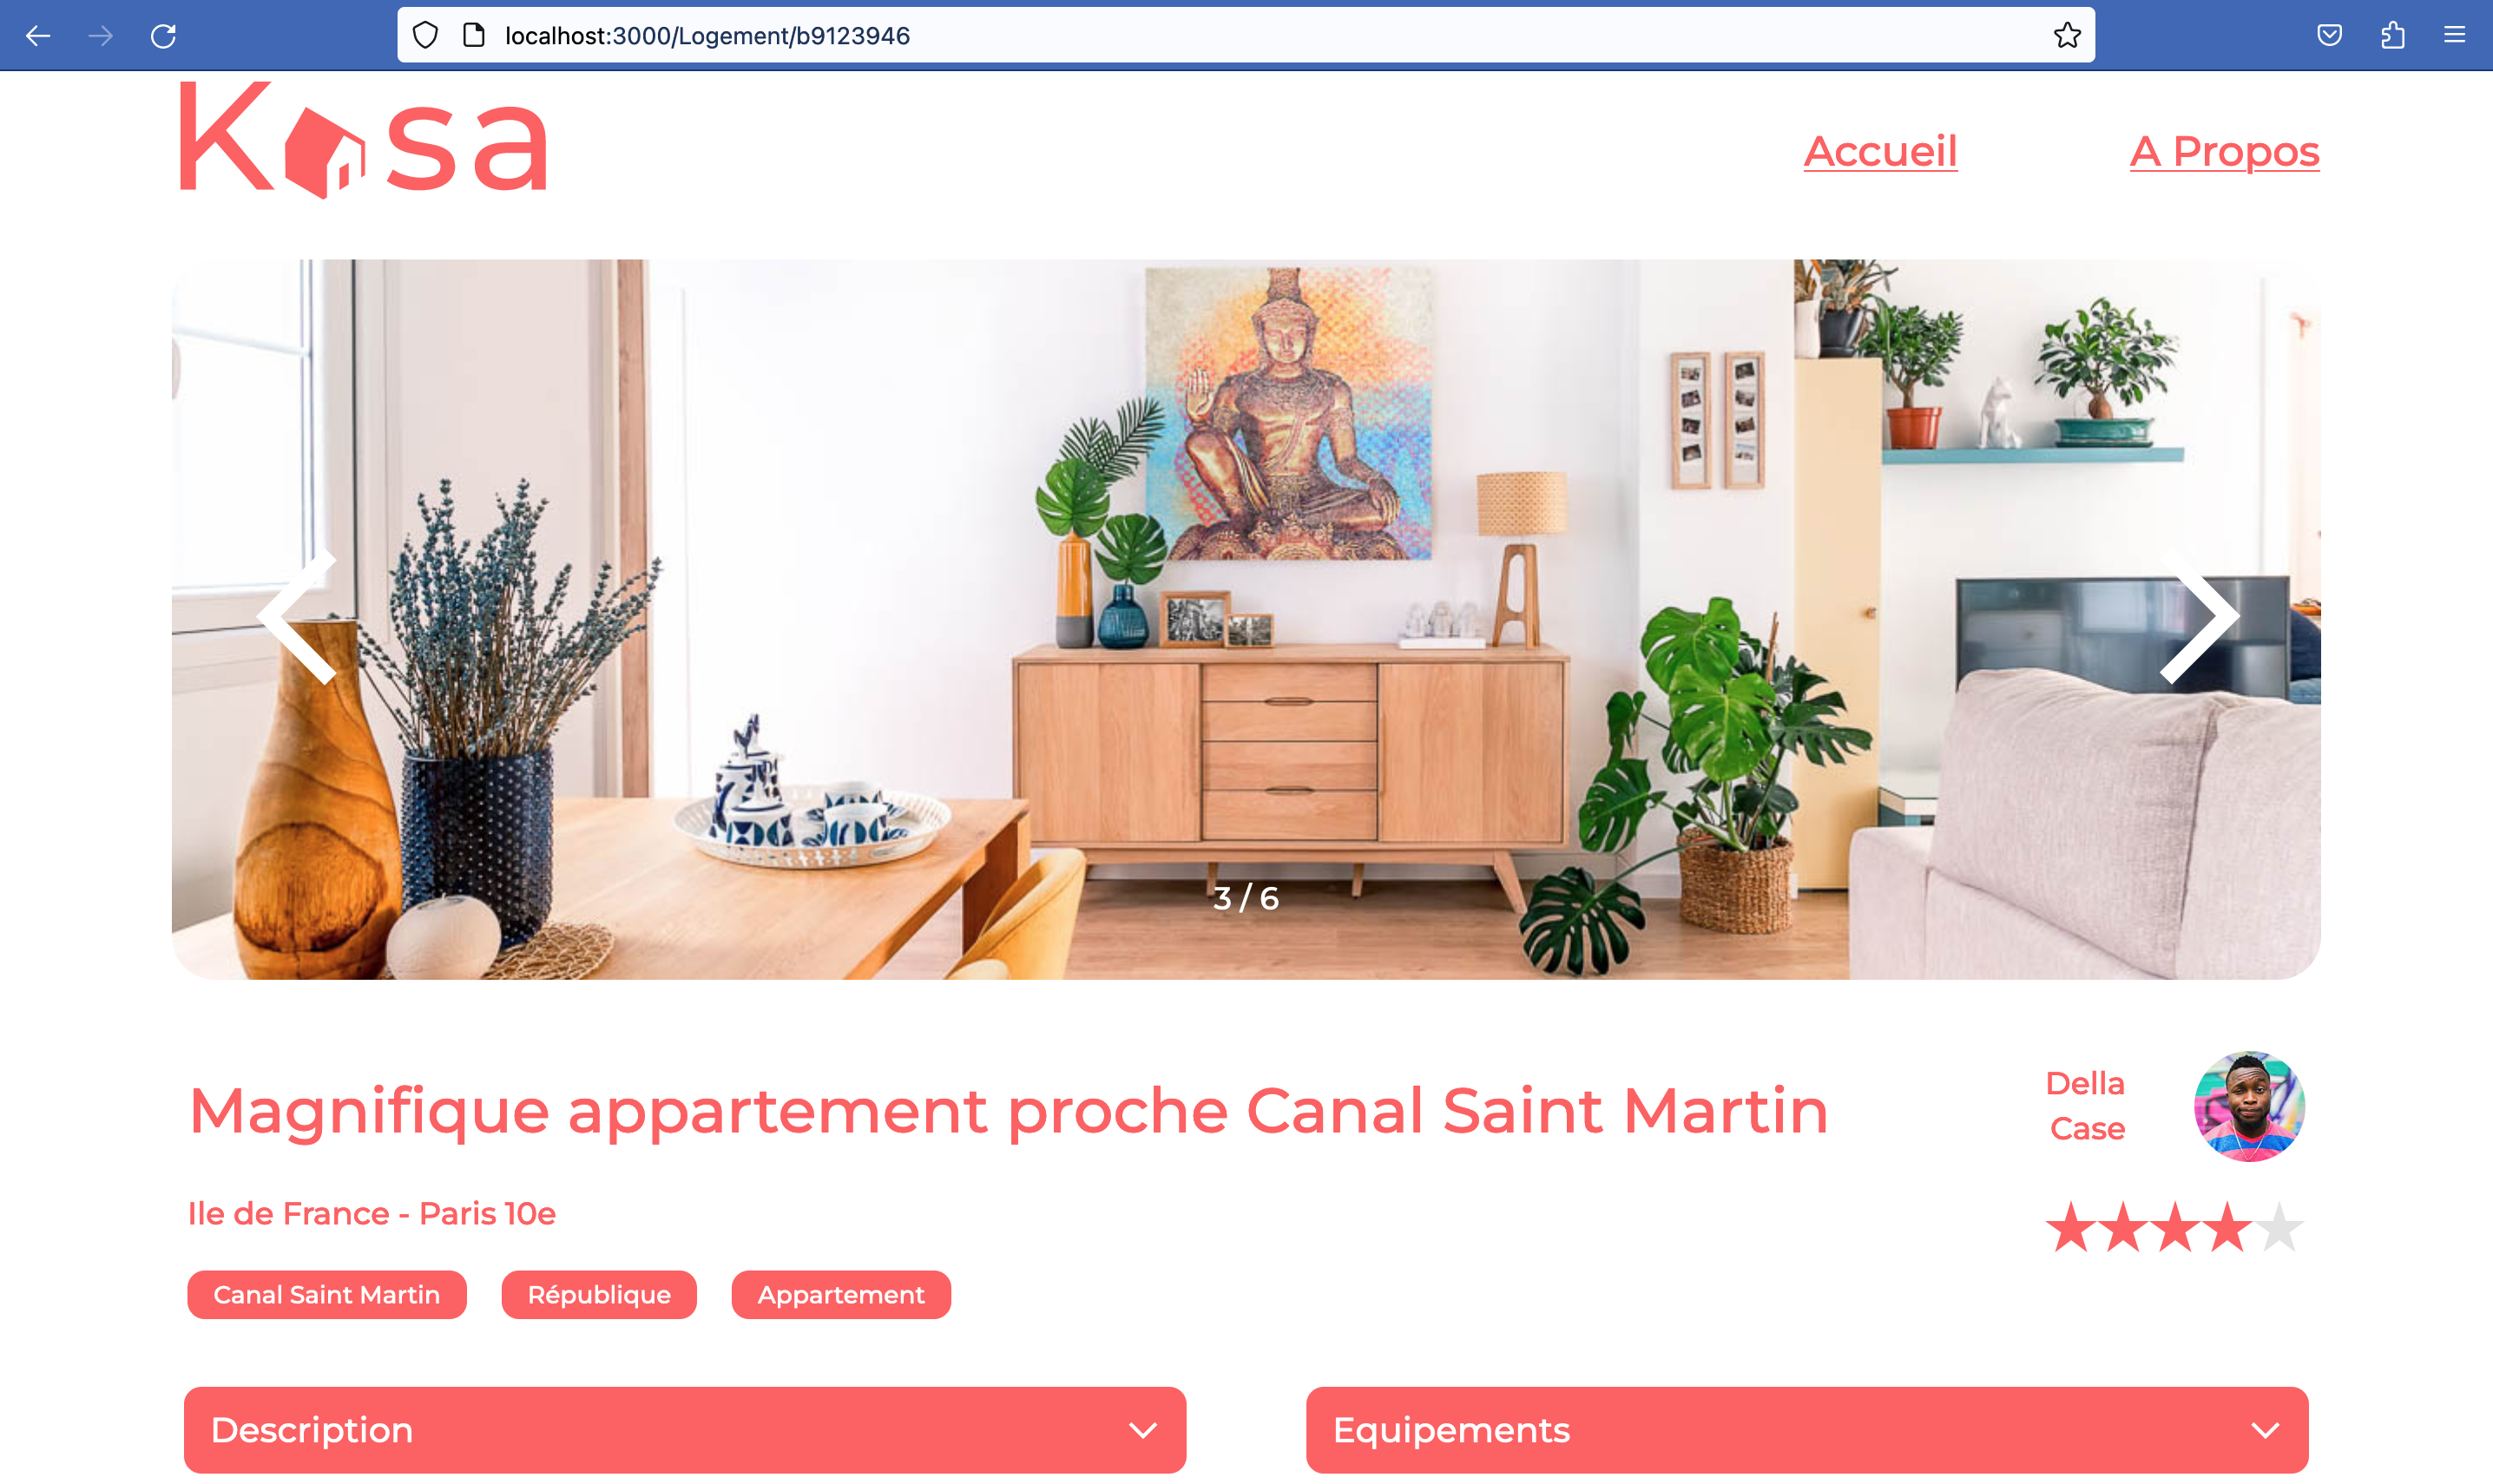 localhost:3000/Logement/b9123946
Kasa
Accueil
A Propos
3 / 6
Magnifique appartement proche Canal Saint Martin
Della
Case
Ile de France - Paris 10e
Canal Saint Martin
République
Appartement
Description
Equipements